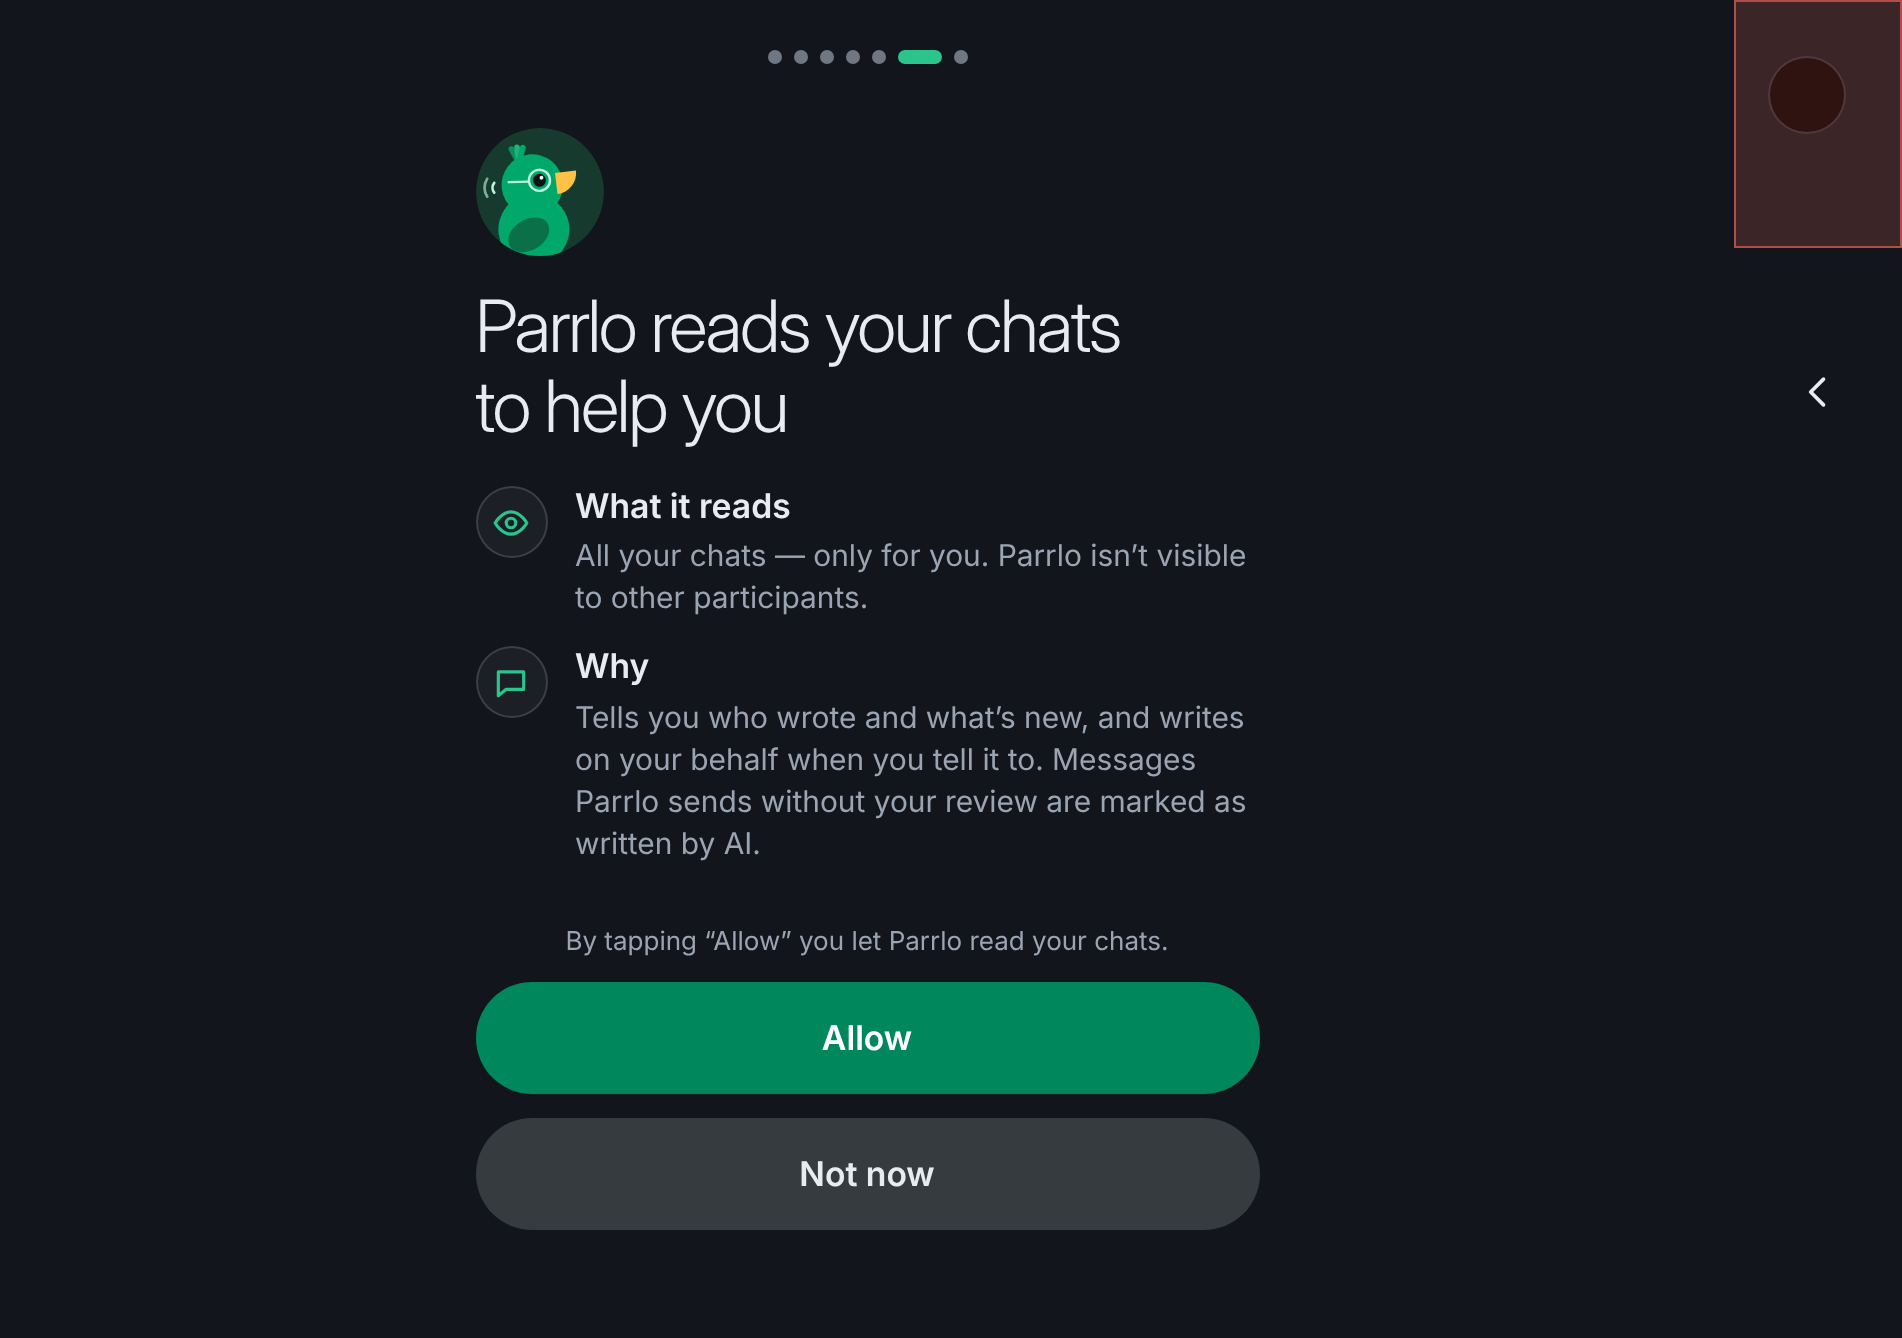 Parrlo reads your chats
to help you
What it reads
All your chats — only for you. Parrlo isn’t visible
to other participants.
Why
Tells you who wrote and what’s new, and writes
on your behalf when you tell it to. Messages
Parrlo sends without your review are marked as
written by AI.
By tapping “Allow” you let Parrlo read your chats.
Allow
Not now